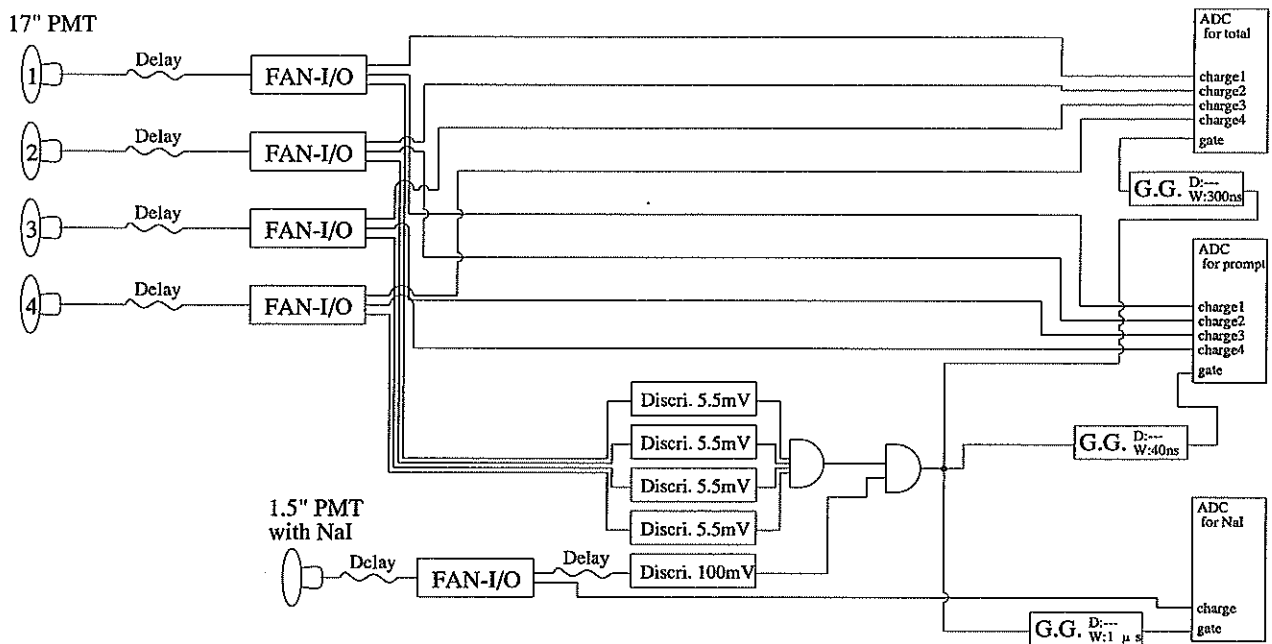 17" PMT
ADC
for total
Delay
1
FAN-I/O
charge1
charge2
charge3
charge4
gate
Delay
2
FAN-I/O
G.G. D:---
W:300ns
Delay
3
FAN-I/O
ADC
for prompt
Delay
4
FAN-I/O
charge1
charge2
charge3
charge4
gate
Discri. 5.5mV
Discri. 5.5mV
Discri. 5.5mV
Discri. 5.5mV
G.G. D:---
W:40ns
1.5" PMT
with NaI
ADC
for NaI
Delay
FAN-I/O
Delay
Discri. 100mV
charge
gate
G.G. D:---
W:1 μ s